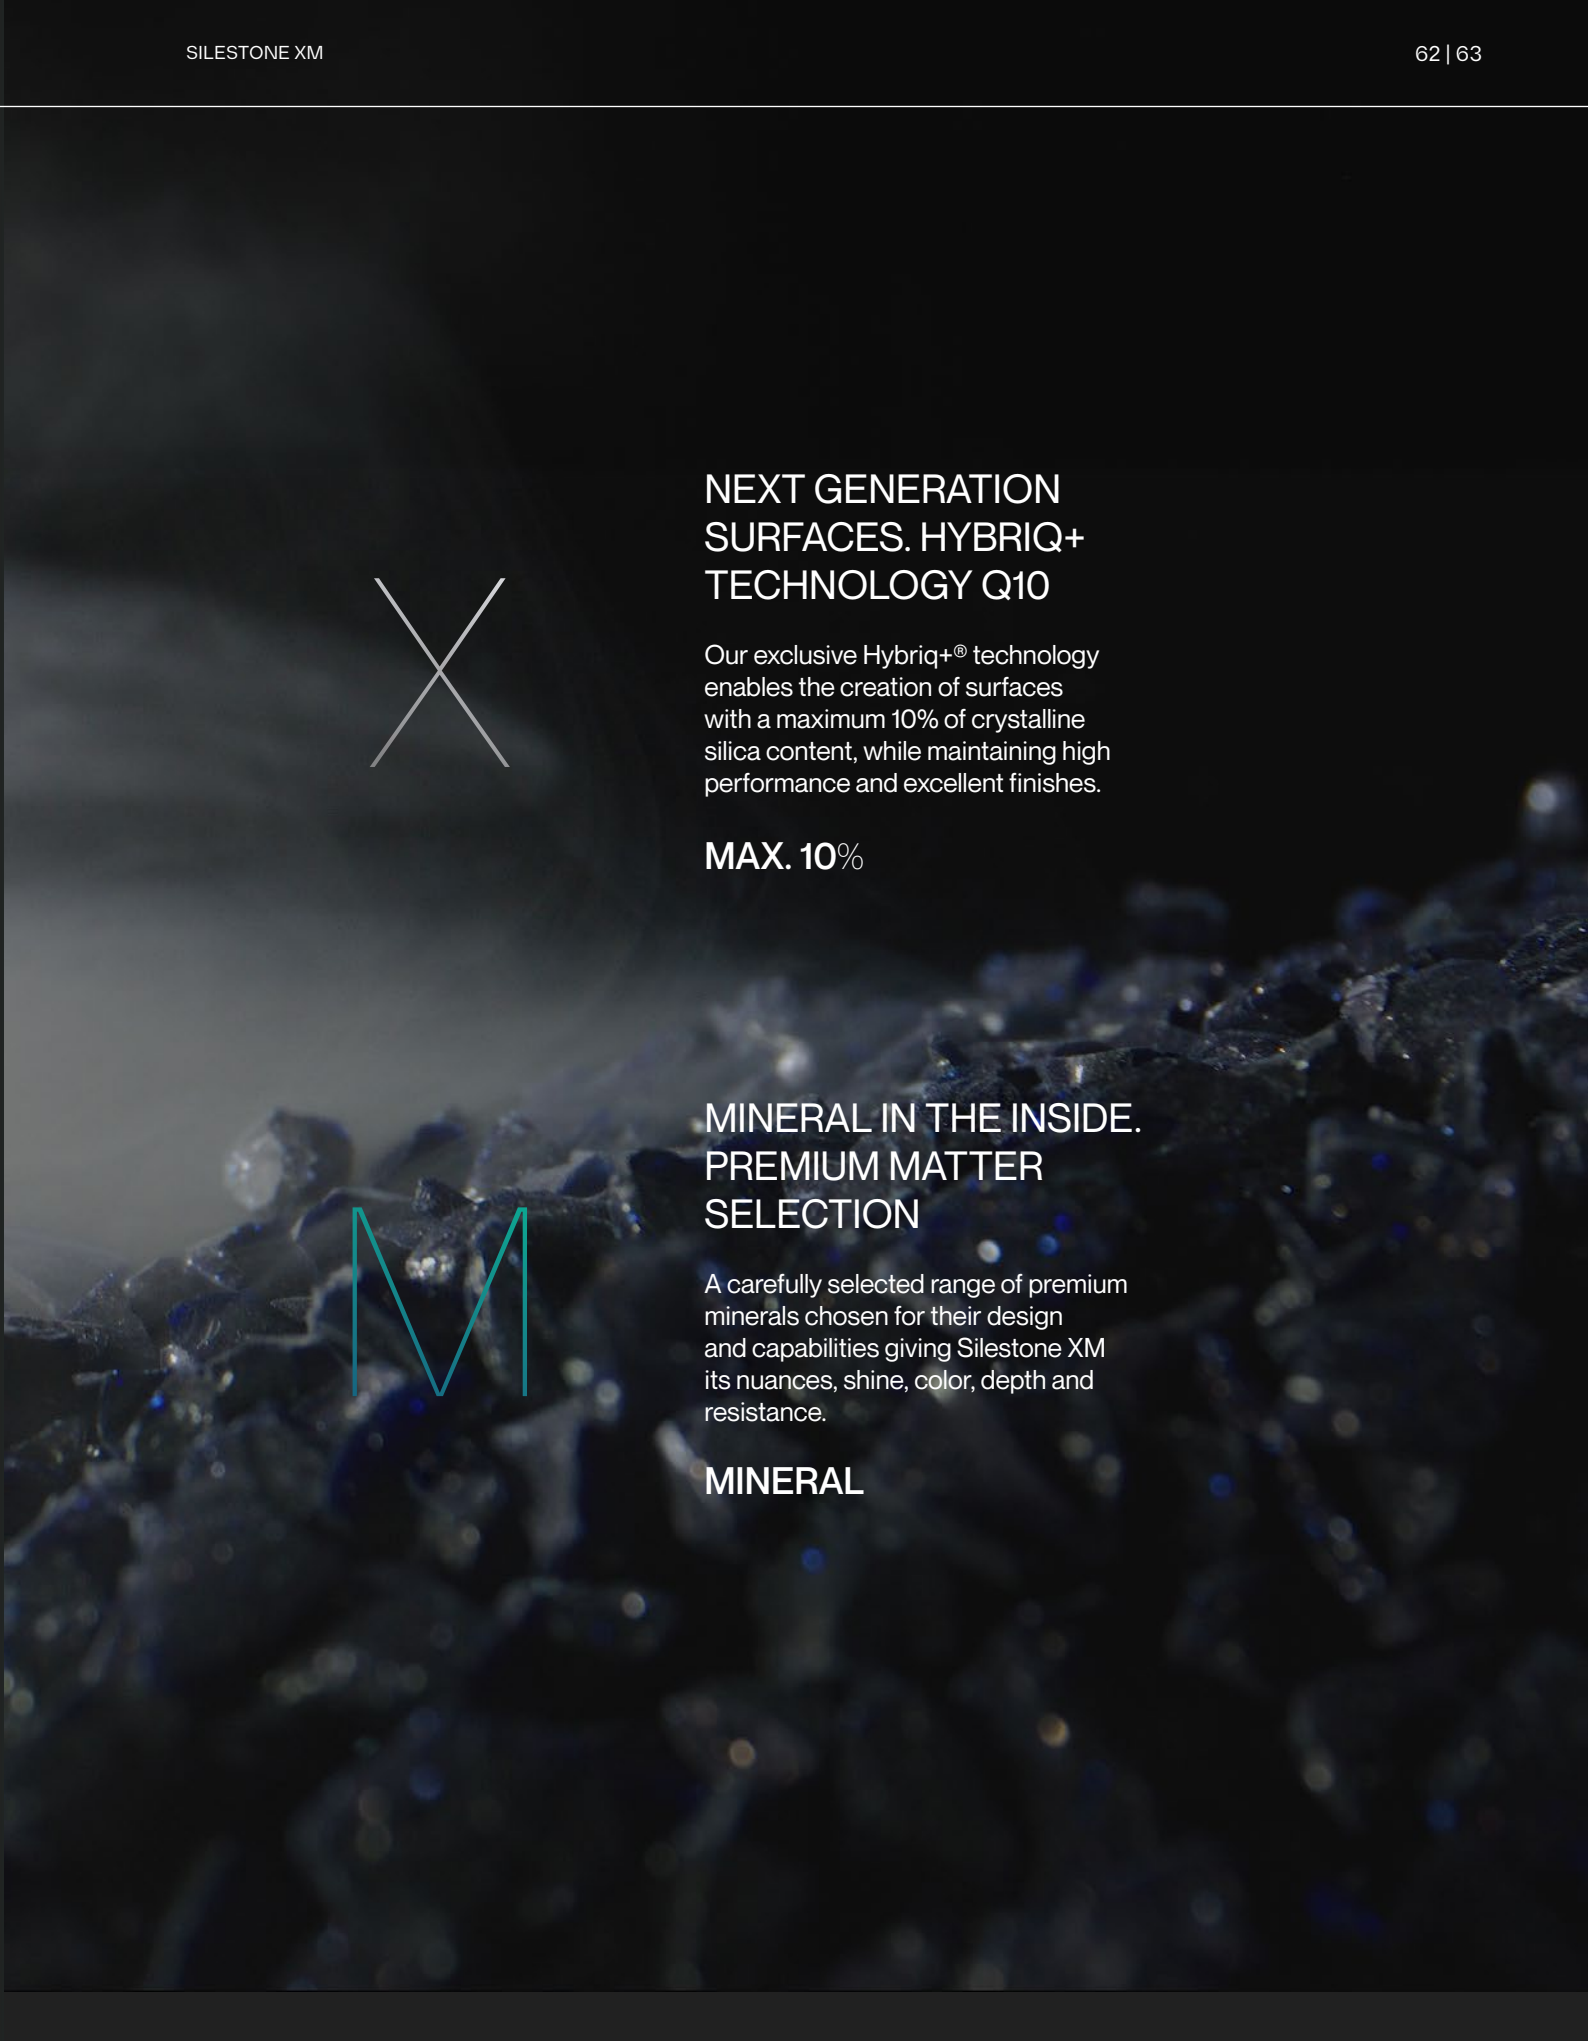 SILESTONE XM
62 | 63
X
NEXT GENERATION
SURFACES. HYBRIQ+
TECHNOLOGY Q10
Our exclusive Hybriq+® technology
enables the creation of surfaces
with a maximum 10% of crystalline
silica content, while maintaining high
performance and excellent finishes.
MAX. 10%
M
MINERAL IN THE INSIDE.
PREMIUM MATTER
SELECTION
A carefully selected range of premium
minerals chosen for their design
and capabilities giving Silestone XM
its nuances, shine, color, depth and
resistance.
MINERAL